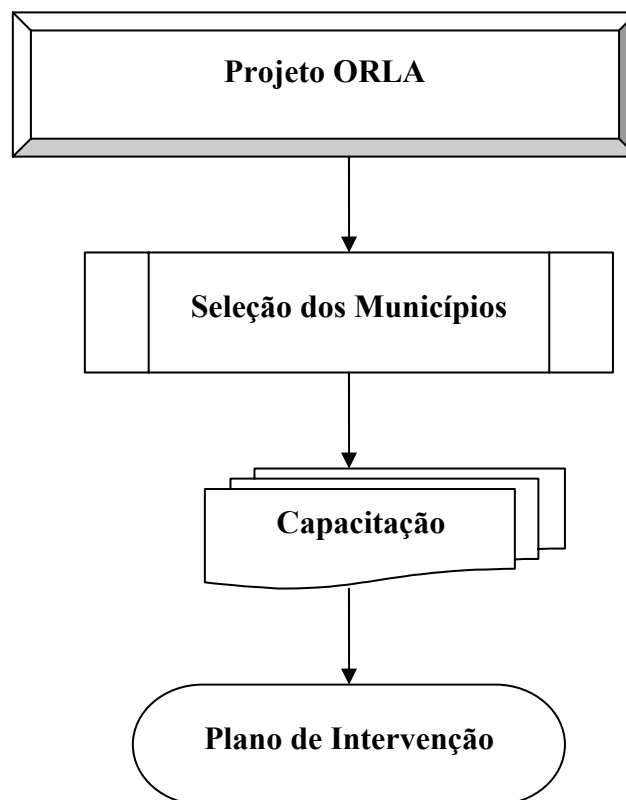 Projeto ORLA
Seleção dos Municípios
Capacitação
Plano de Intervenção